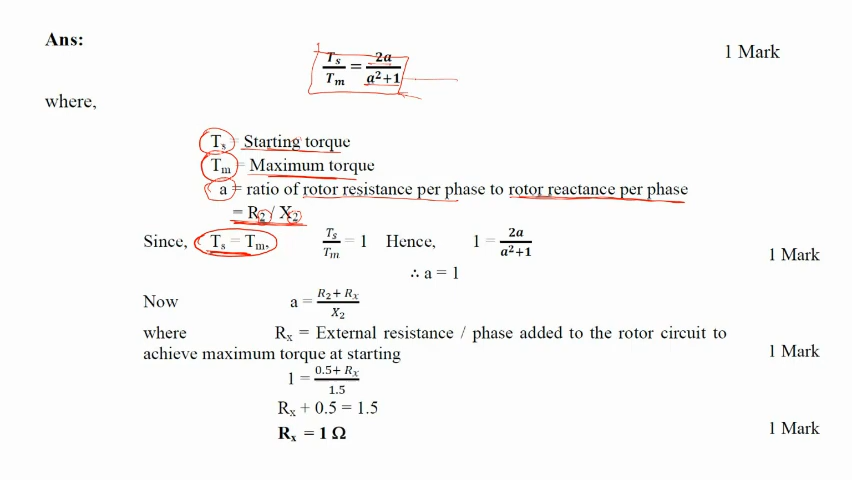 Ans:
Ts/Tm = 2a/(a²+1) 1 Mark
where,
Ts = Starting torque
Tm = Maximum torque
a = ratio of rotor resistance per phase to rotor reactance per phase
= R2 / X2
Since, Ts = Tm, Ts/Tm = 1 Hence, 1 = 2a/(a²+1) 1 Mark
∴ a = 1
Now a = (R2 + Rx)/X2
where Rx = External resistance / phase added to the rotor circuit to
achieve maximum torque at starting 1 Mark
1 = (0.5+ Rx)/1.5
Rx + 0.5 = 1.5
Rx = 1 Ω 1 Mark